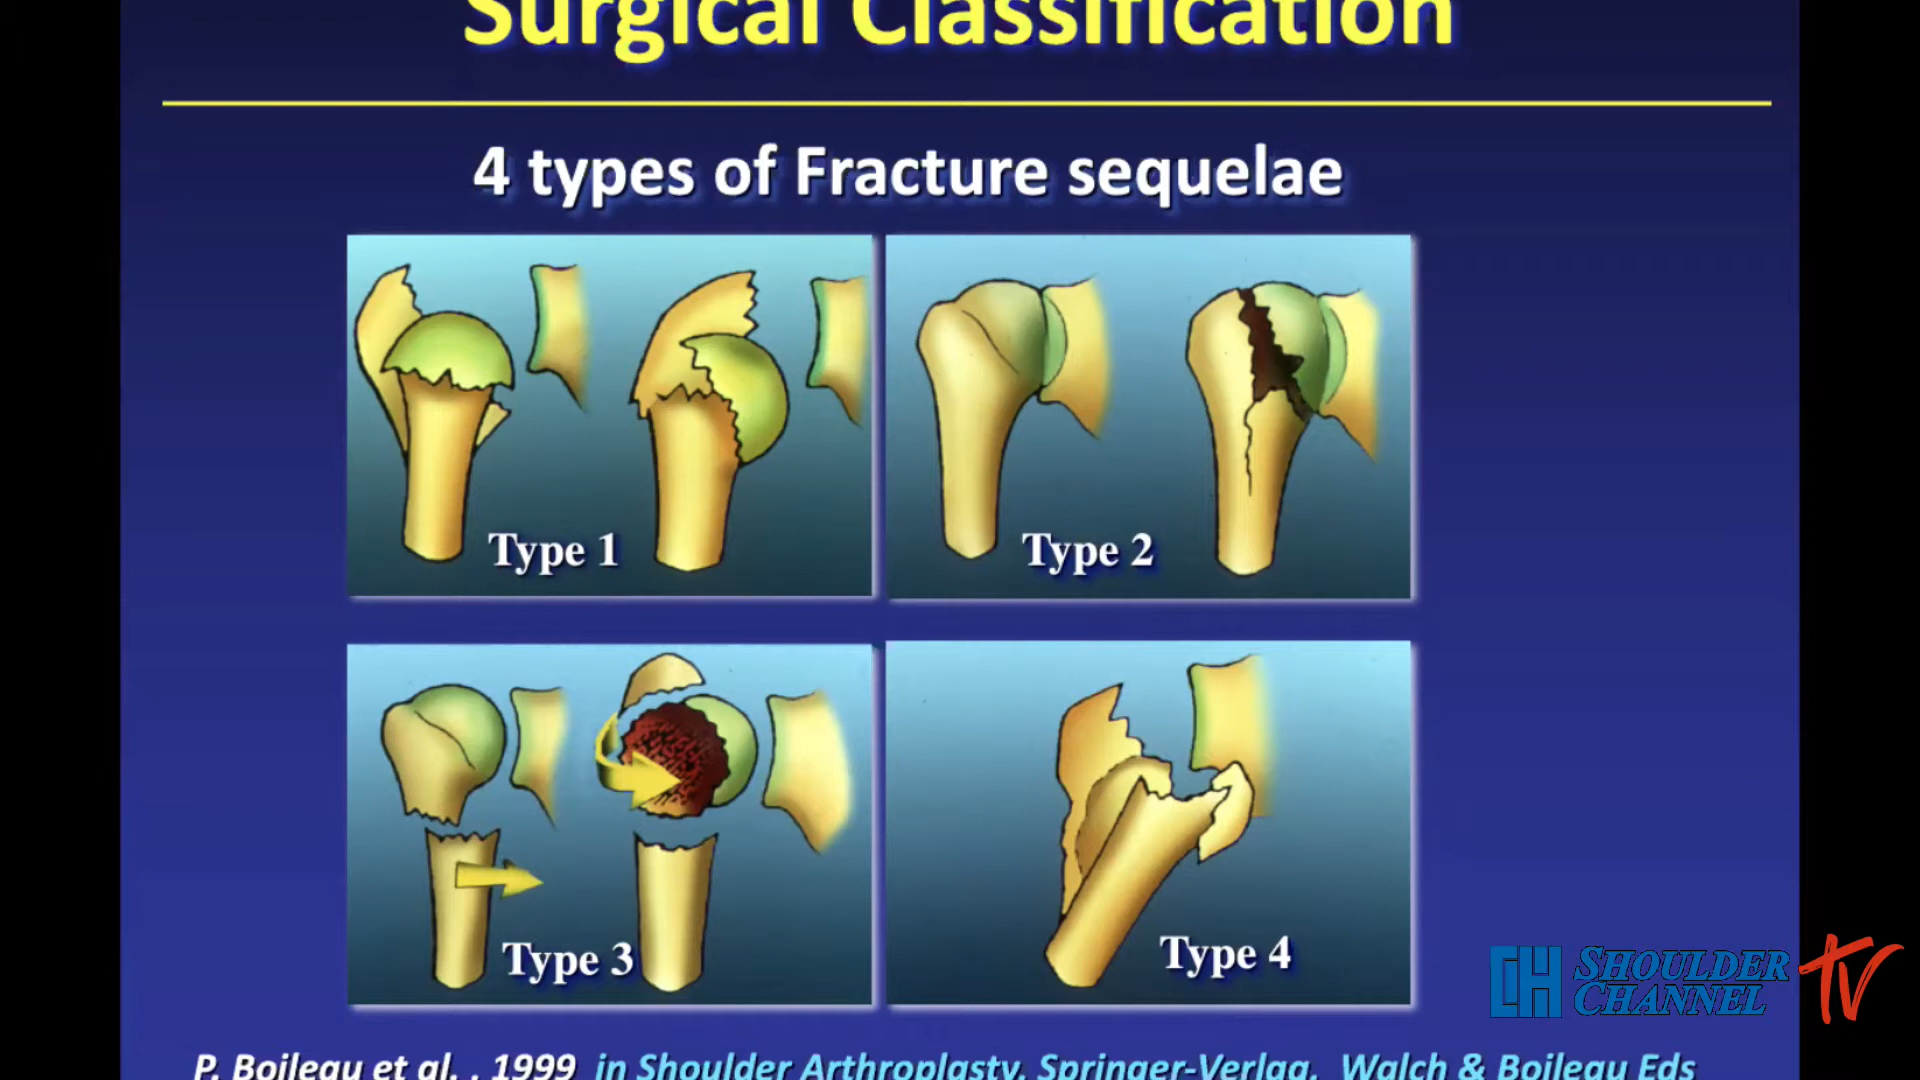 Surgical Classification
4 types of Fracture sequelae
Type 1
Type 2
Type 3
Type 4
SHOULDER
CHANNEL
TV
P. Boileau et al. , 1999 in Shoulder Arthroplasty. Springer-Verlag. Walch & Boileau Eds